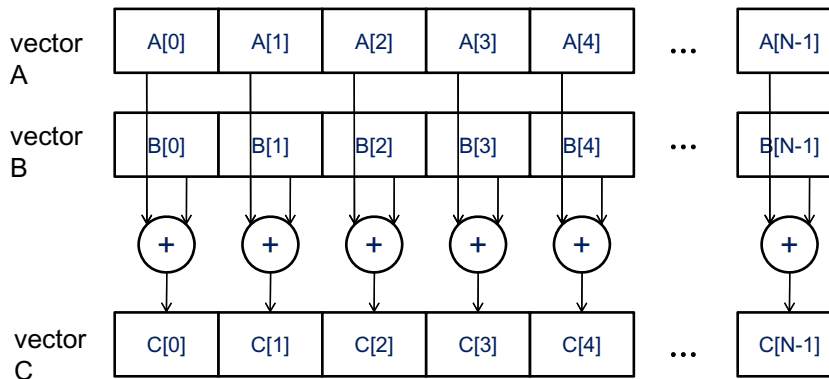 vector A A[0] A[1] A[2] A[3] A[4] ... A[N-1]
vector B B[0] B[1] B[2] B[3] B[4] ... B[N-1]
+ + + + + +
vector C C[0] C[1] C[2] C[3] C[4] ... C[N-1]